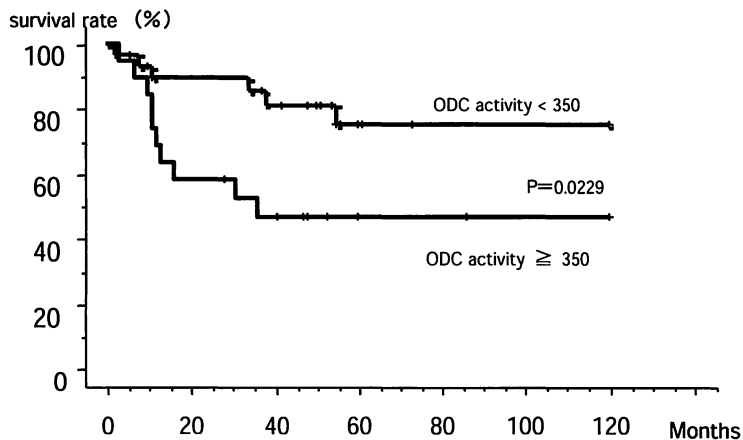 survival rate (%)
100
80
60
40
20
0
ODC activity < 350
P=0.0229
ODC activity ≧ 350
0 20 40 60 80 100 120 Months